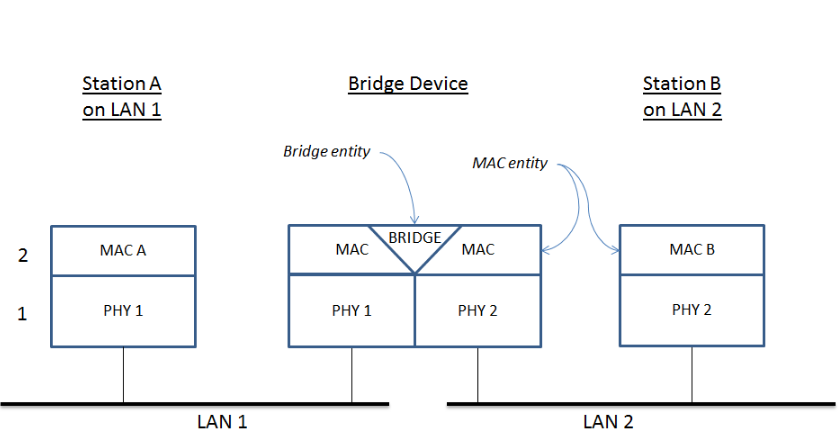 Station A
on LAN 1
Bridge Device
Station B
on LAN 2
Bridge entity
MAC entity
2
MAC A
MAC
BRIDGE
MAC
MAC B
1
PHY 1
PHY 1
PHY 2
PHY 2
LAN 1
LAN 2